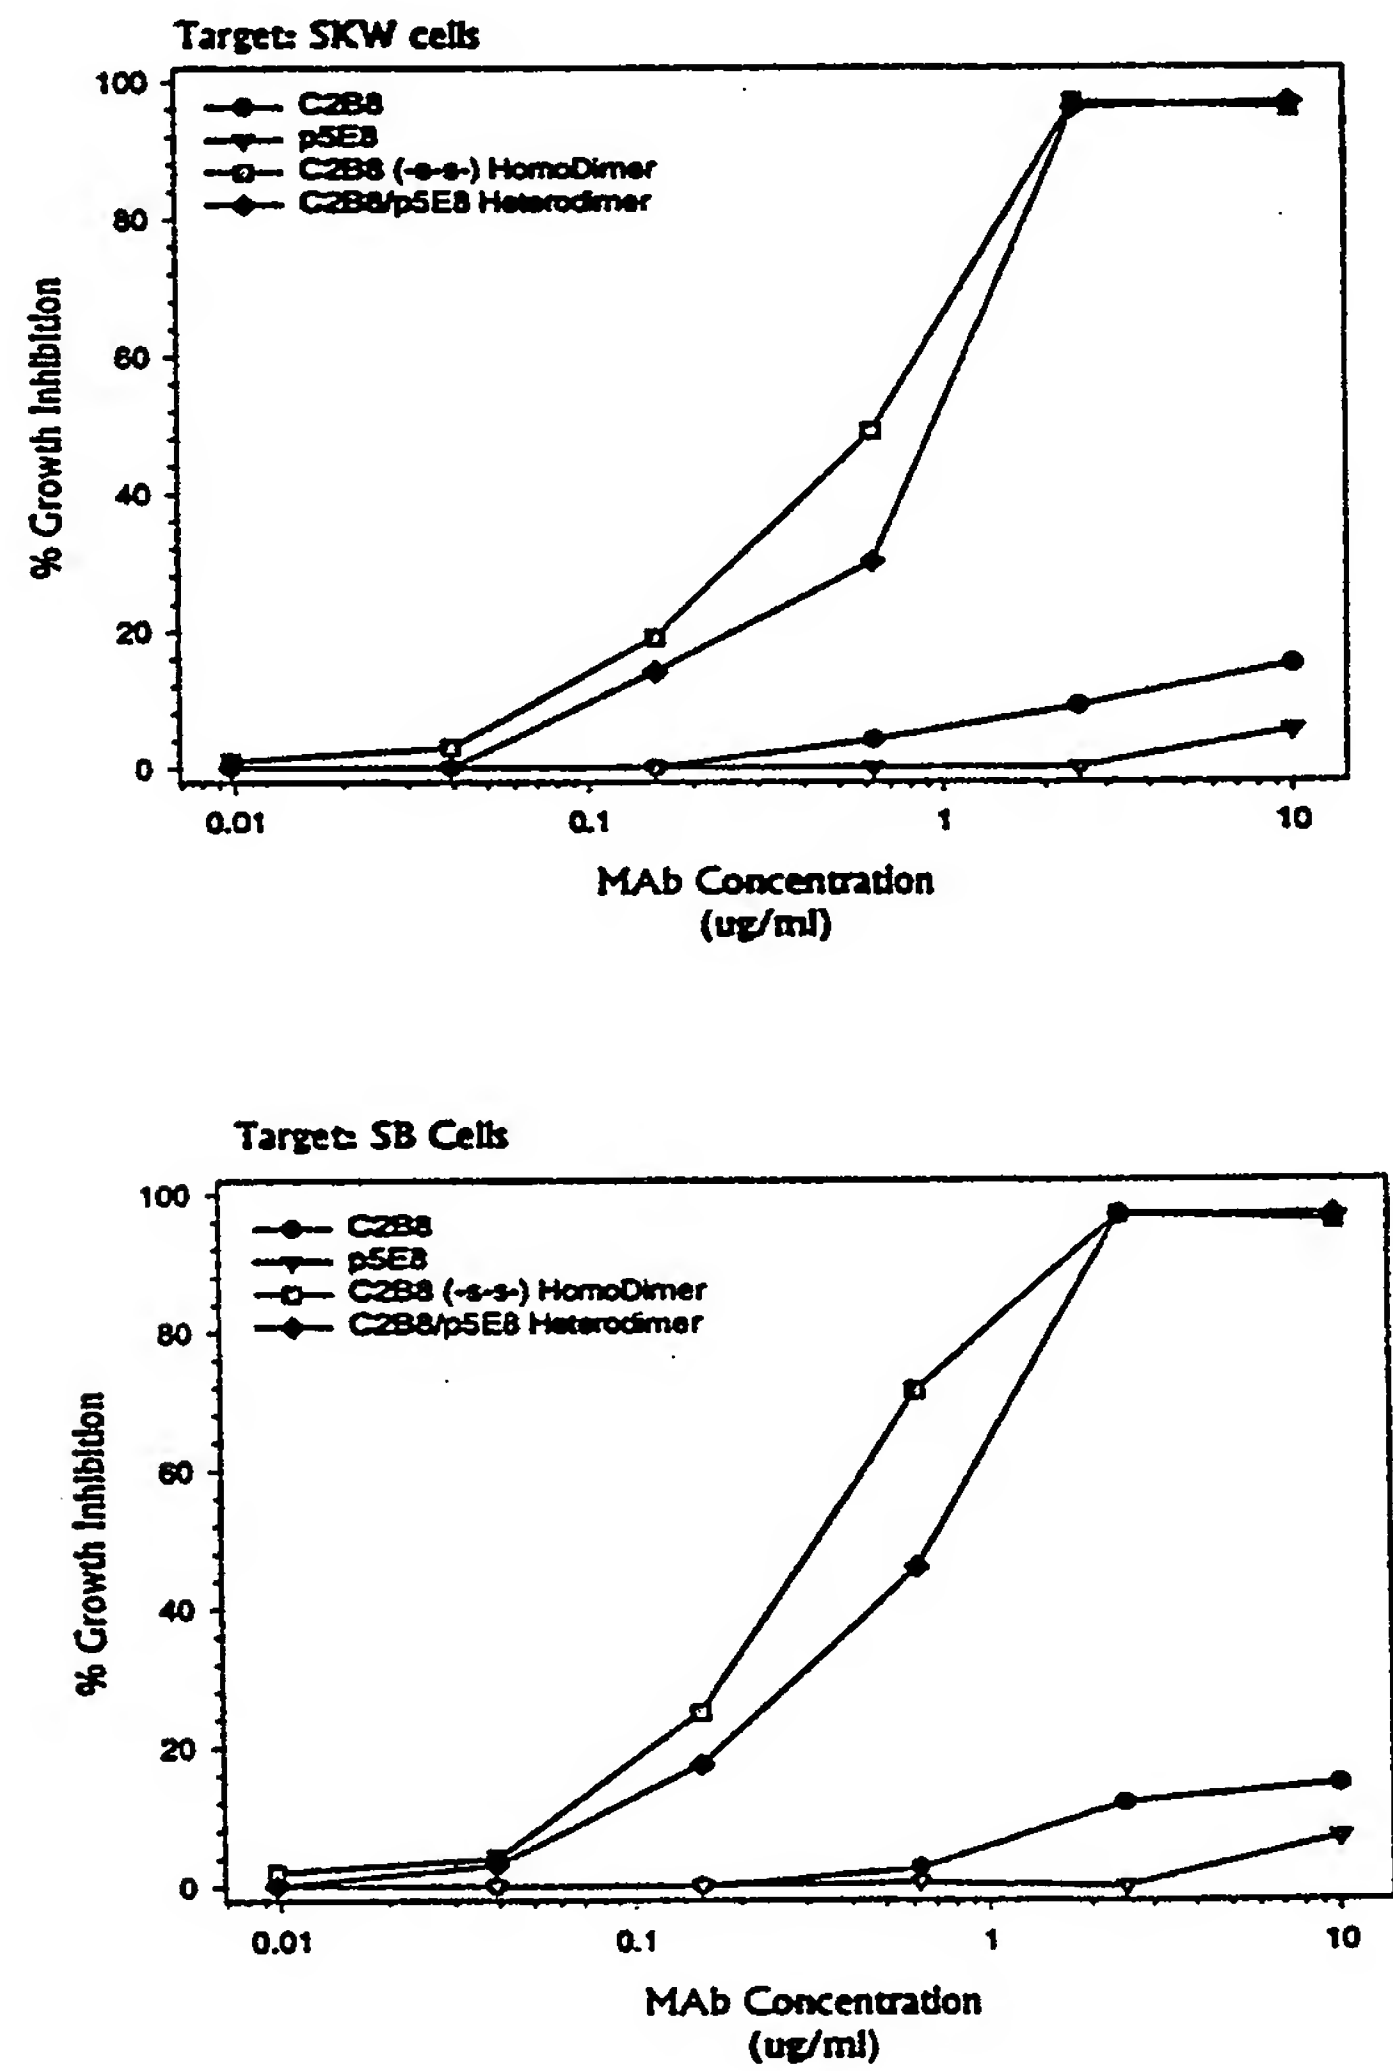 Target: SKW cells
100
80
60
40
20
0
% Growth Inhibition
C2B8
p5E8
C2B8 (-s-s-) HomoDimer
C2B8/p5E8 Heterodimer
0.01
0.1
1
10
MAb Concentration
(ug/ml)
Target: SB Cells
100
80
60
40
20
0
% Growth Inhibition
C2B8
p5E8
C2B8 (-s-s-) HomoDimer
C2B8/p5E8 Heterodimer
0.01
0.1
1
10
MAb Concentration
(ug/ml)